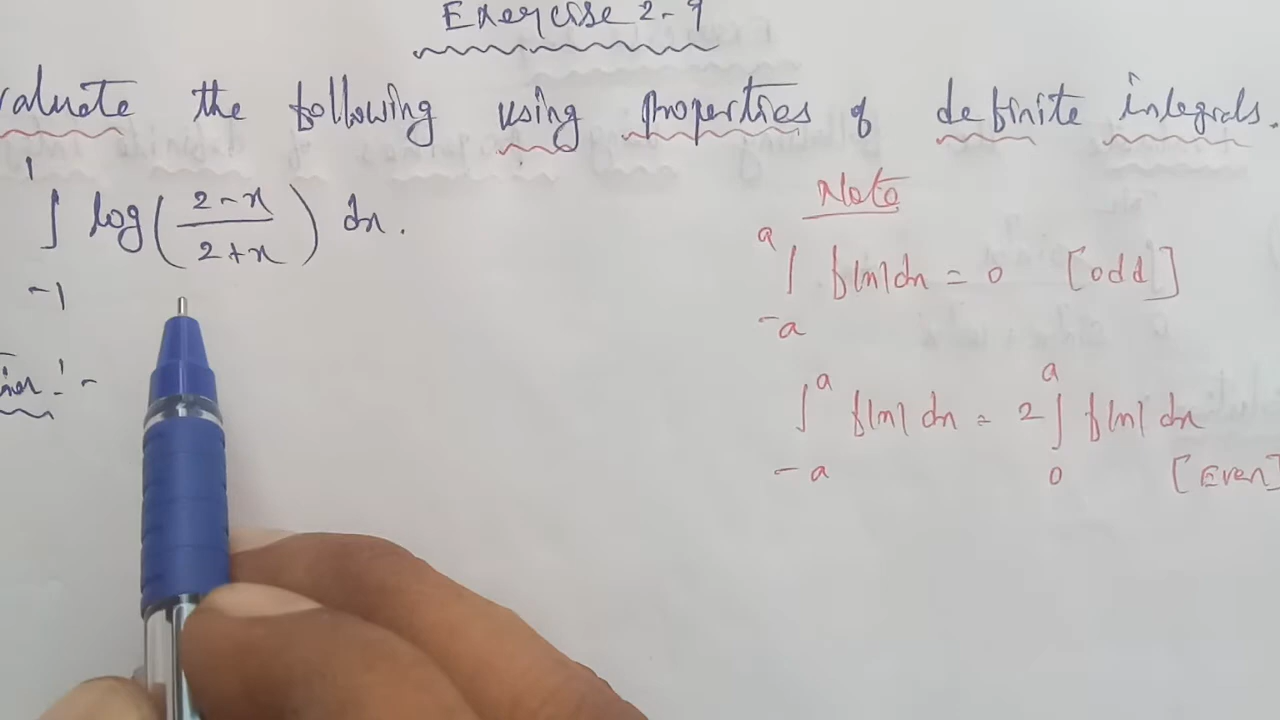 Exercise 2-9
valuate the following using properties of definite integrals.
1
∫ log(2-x / 2+x) dx.
-1
Note
a
∫ f(x)dx = 0 [odd]
-a
a a
∫ f(x) dx = 2∫ f(x) dx
-a 0 [Even]